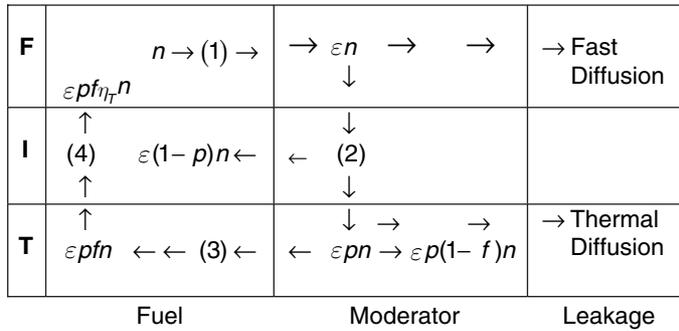 F n → (1) → → εn → → → Fast
↓ Diffusion
εpfη_T n
↑ ↓
I (4) ε(1− p)n ← ← (2)
↑ ↓
↑ ↓ → → → Thermal
T εpfn ← ← (3) ← ← εpn → εp(1− f)n Diffusion
Fuel Moderator Leakage